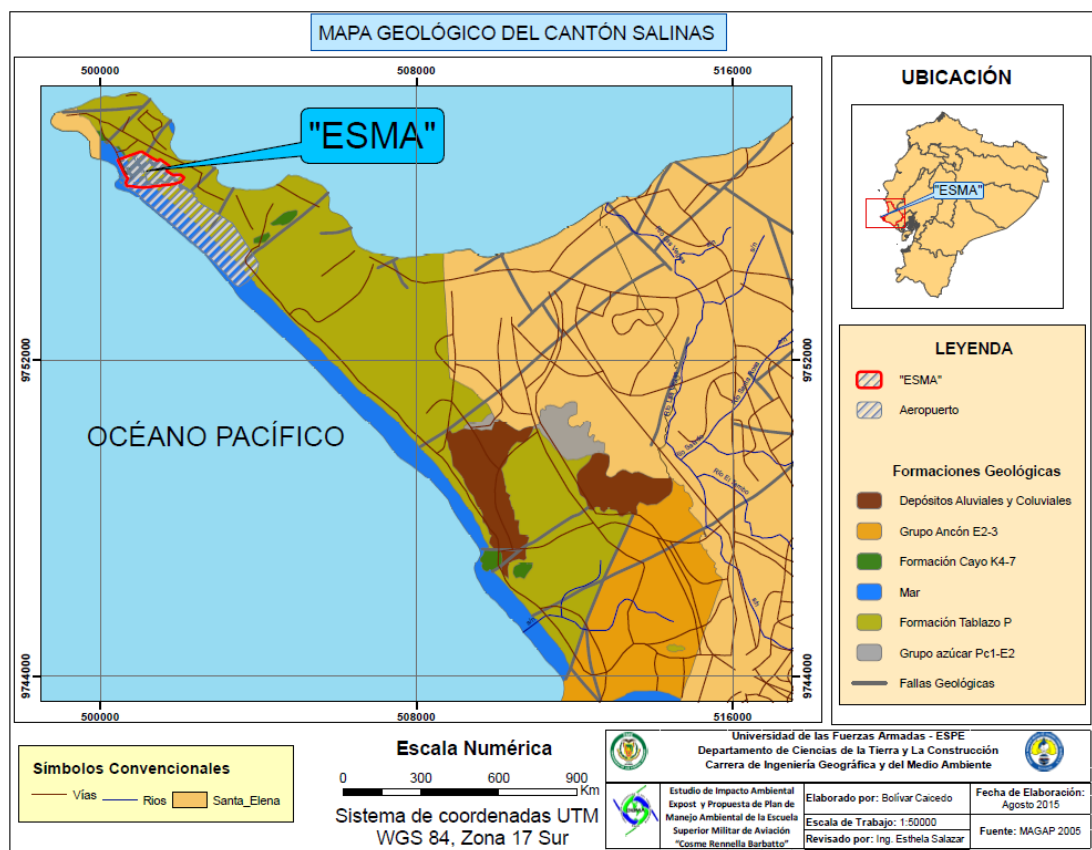 MAPA GEOLÓGICO DEL CANTÓN SALINAS
500000
508000
516000
"ESMA"
9752000
9752000
OCÉANO PACÍFICO
Río Tambo
Río El Tambo
s/n
s/n
s/n
s/n
9744000
9744000
500000
508000
516000
UBICACIÓN
"ESMA"
LEYENDA
"ESMA"
Aeropuerto
Formaciones Geológicas
Depósitos Aluviales y Coluviales
Grupo Ancón E2-3
Formación Cayo K4-7
Mar
Formación Tablazo P
Grupo azúcar Pc1-E2
Fallas Geológicas
Símbolos Convencionales
Vías
Rios
Santa_Elena
Escala Numérica
0 300 600 900
Km
Sistema de coordenadas UTM
WGS 84, Zona 17 Sur
Universidad de las Fuerzas Armadas - ESPE
Departamento de Ciencias de la Tierra y La Construcción
Carrera de Ingeniería Geográfica y del Medio Ambiente
Estudio de Impacto Ambiental
Expost y Propuesta de Plan de
Manejo Ambiental de la Escuela
Superior Militar de Aviación
"Cosme Rennella Barbatto"
Elaborado por: Bolívar Caicedo
Escala de Trabajo: 1:50000
Revisado por: Ing. Esthela Salazar
Fecha de Elaboración:
Agosto 2015
Fuente: MAGAP 2005